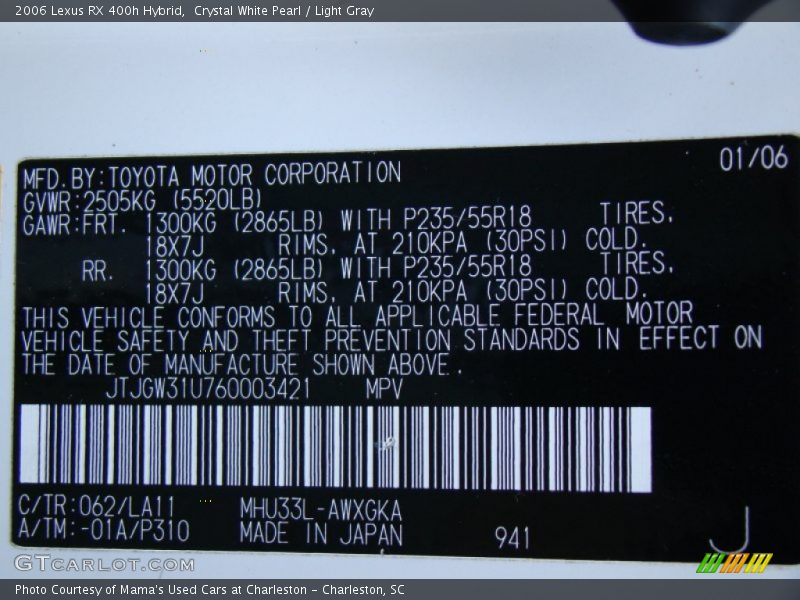 2006 Lexus RX 400h Hybrid,  Crystal White Pearl / Light Gray
01/06
MFD.BY:TOYOTA MOTOR CORPORATION
GVWR:2505KG (5520LB)
GAWR:FRT. 1300KG (2865LB) WITH P235/55R18 TIRES,
18X7J RIMS, AT 210KPA (30PSI) COLD.
RR. 1300KG (2865LB) WITH P235/55R18 TIRES,
18X7J RIMS, AT 210KPA (30PSI) COLD.
THIS VEHICLE CONFORMS TO ALL APPLICABLE FEDERAL MOTOR
VEHICLE SAFETY AND THEFT PREVENTION STANDARDS IN EFFECT ON
THE DATE OF MANUFACTURE SHOWN ABOVE.
JTJGW31U760003421 MPV
C/TR:062/LA11 MHU33L-AWXGKA
A/TM:-01A/P310 MADE IN JAPAN 941 J
GTCARLOT.COM
Photo Courtesy of Mama's Used Cars at Charleston - Charleston, SC